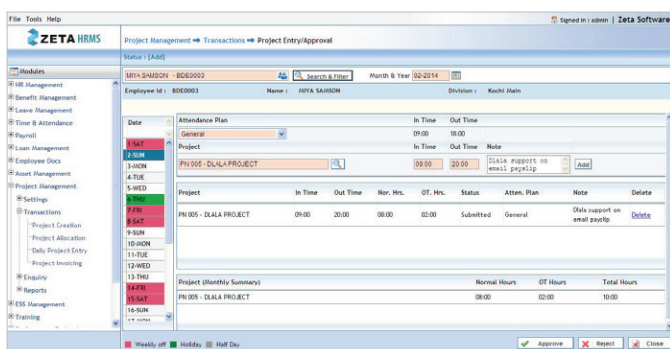 File Tools Help
Signed in : admin | Zeta Software
ZETA HRMS
Project Management ➡ Transactions ➡ Project Entry/Approval
Status : [Add]
Modules
HR Management
Benefit Management
Leave Management
Time & Attendance
Payroll
Loan Management
Employee Docs
Asset Management
Project Management
Settings
Transactions
Project Creation
Project Allocation
Daily Project Entry
Project Invoicing
Enquiry
Reports
ESS Management
Training
MIYA SAMSON - BDE0003
Search & Filter
Month & Year 02-2014
Employee Id : BDE0003 Name : MIYA SAMSON Division : Kochi Main
Date
1-SAT
2-SUN
3-MON
4-TUE
5-WED
6-THU
7-FRI
8-SAT
9-SUN
10-MON
11-TUE
12-WED
13-THU
14-FRI
15-SAT
16-SUN
17-MON
Attendance Plan In Time Out Time
General 09:00 18:00
Project In Time Out Time Note
PN 005 - DLALA PROJECT 09:00 20:00 Dlala support on
email payslip
Add
Project In Time Out Time Nor. Hrs. OT. Hrs. Status Atten. Plan Note Delete
PN 005 - DLALA PROJECT 09:00 20:00 08:00 02:00 Submitted General Dlala support on
email payslip Delete
Project (Monthly Summary) Normal Hours OT Hours Total Hours
PN 005 - DLALA PROJECT 08:00 02:00 10:00
Weekly off Holiday Half Day
Approve Reject Close